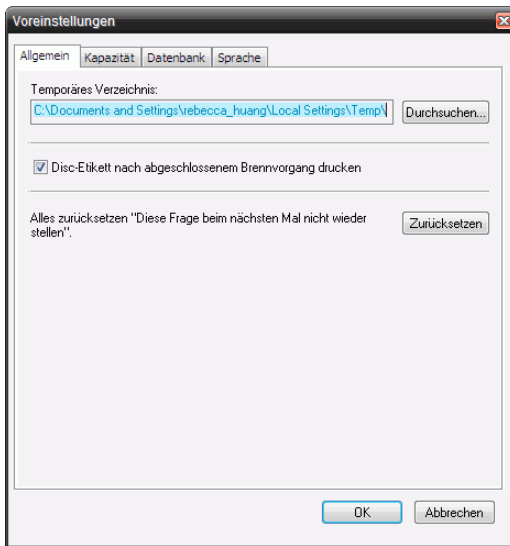 Voreinstellungen
Allgemein Kapazität Datenbank Sprache
Temporäres Verzeichnis:
C:\Documents and Settings\rebecca_huang\Local Settings\Temp\ Durchsuchen...
Disc-Etikett nach abgeschlossenem Brennvorgang drucken
Alles zurücksetzen "Diese Frage beim nächsten Mal nicht wieder
stellen". Zurücksetzen
OK Abbrechen